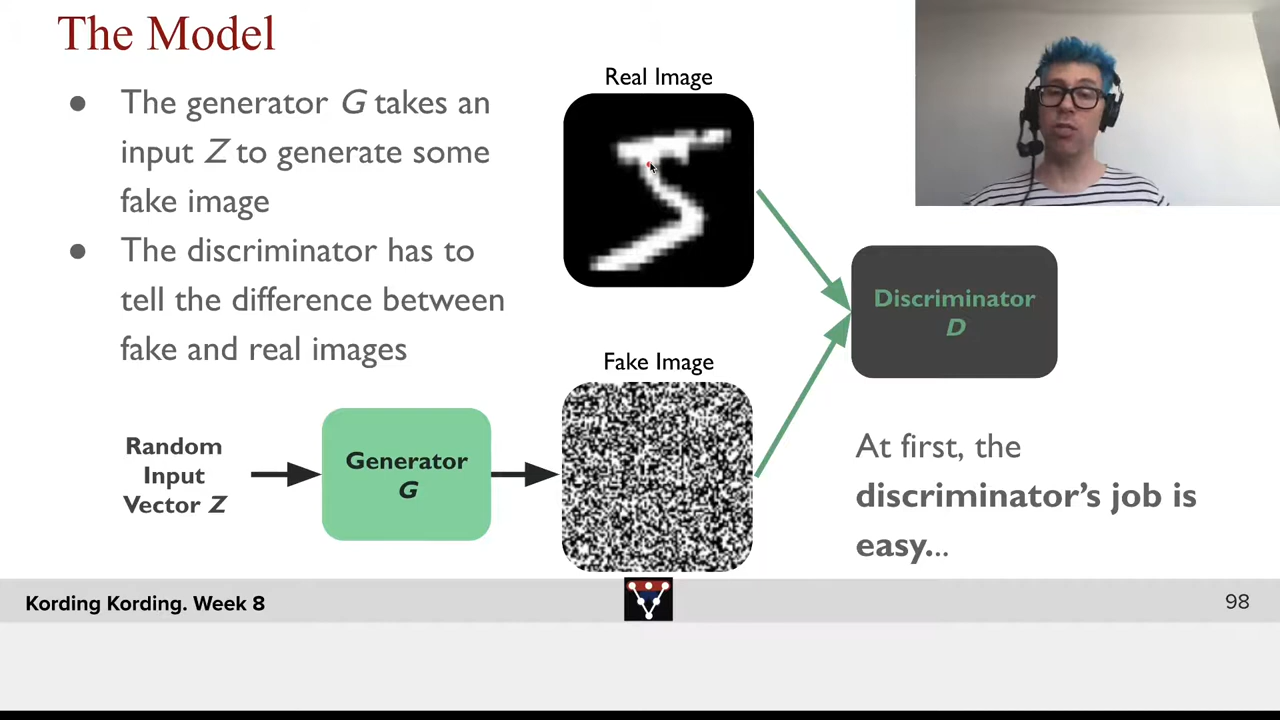 The Model
● The generator G takes an
input Z to generate some
fake image
● The discriminator has to
tell the difference between
fake and real images
Real Image
Discriminator
D
Fake Image
Random
Input
Vector Z
Generator
G
At first, the
discriminator’s job is
easy...
Kording Kording. Week 8
98